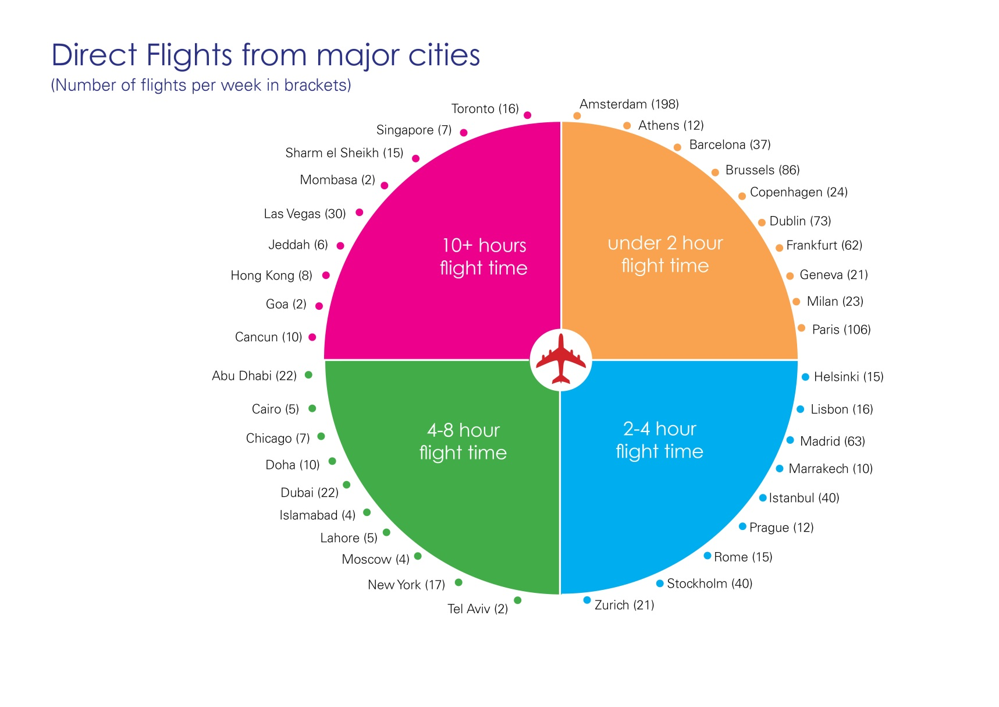 Direct Flights from major cities
(Number of flights per week in brackets)
Toronto (16)
Singapore (7)
Sharm el Sheikh (15)
Mombasa (2)
Las Vegas (30)
Jeddah (6)
Hong Kong (8)
Goa (2)
Cancun (10)
10+ hours
flight time
Amsterdam (198)
Athens (12)
Barcelona (37)
Brussels (86)
Copenhagen (24)
Dublin (73)
Frankfurt (62)
Geneva (21)
Milan (23)
Paris (106)
under 2 hour
flight time
Abu Dhabi (22)
Cairo (5)
Chicago (7)
Doha (10)
Dubai (22)
Islamabad (4)
Lahore (5)
Moscow (4)
New York (17)
Tel Aviv (2)
4-8 hour
flight time
Helsinki (15)
Lisbon (16)
Madrid (63)
Marrakech (10)
Istanbul (40)
Prague (12)
Rome (15)
Stockholm (40)
Zurich (21)
2-4 hour
flight time